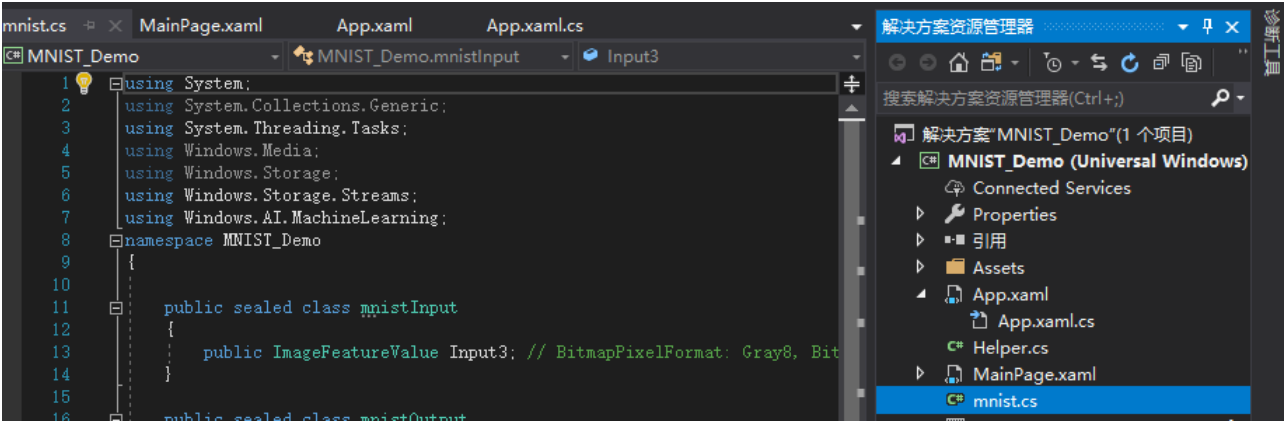 mnist.cs MainPage.xaml App.xaml App.xaml.cs
MNIST_Demo MNIST_Demo.mnistInput Input3
1 using System;
2 using System.Collections.Generic;
3 using System.Threading.Tasks;
4 using Windows.Media;
5 using Windows.Storage;
6 using Windows.Storage.Streams;
7 using Windows.AI.MachineLearning;
8 namespace MNIST_Demo
9 {
10
11 public sealed class mnistInput
12 {
13 public ImageFeatureValue Input3; // BitmapPixelFormat: Gray8, Bit
14 }
15
16 public sealed class mnistOutput
解决方案资源管理器
搜索解决方案资源管理器(Ctrl+;)
解决方案"MNIST_Demo"(1 个项目)
C# MNIST_Demo (Universal Windows)
Connected Services
Properties
引用
Assets
App.xaml
App.xaml.cs
C# Helper.cs
MainPage.xaml
C# mnist.cs
诊断工具